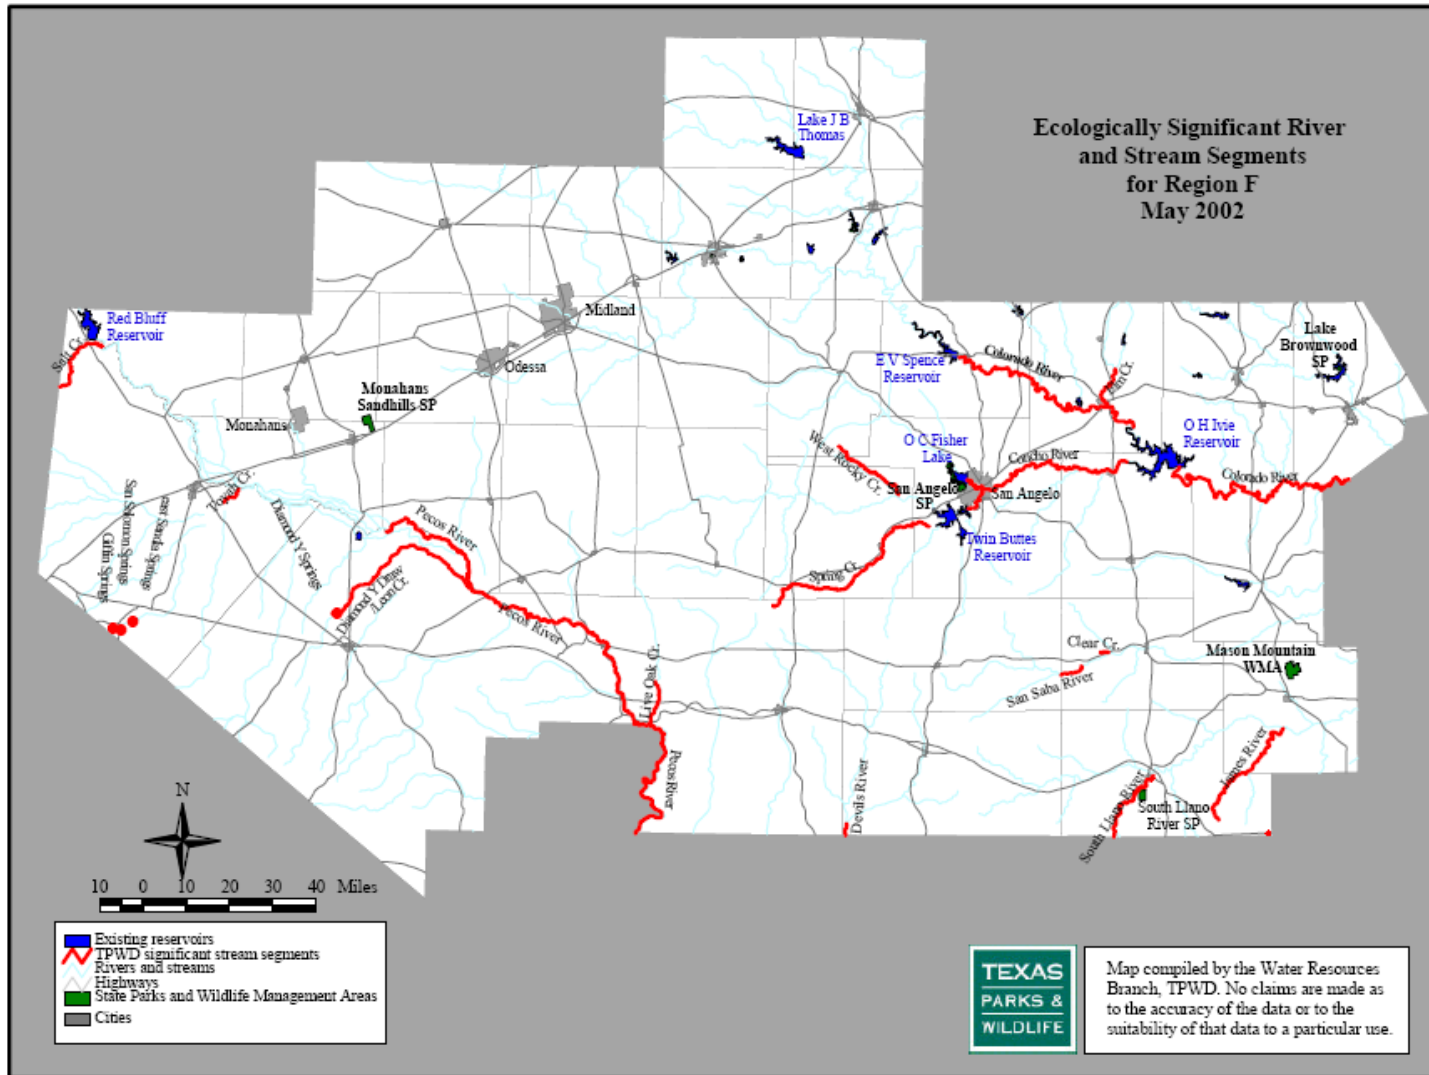 Ecologically Significant River
and Stream Segments
for Region F
May 2002
Lake J B
Thomas
Red Bluff
Reservoir
Salt Cr.
Midland
Odessa
Monahans
Sandhills SP
Monahans
E V Spence
Reservoir
Colorado River
Elm Cr.
Lake
Brownwood
SP
O H Ivie
Reservoir
O C Fisher
Lake
Concho River
West Rocky Cr.
San Angelo
SP
San Angelo
Colorado River
Twin Buttes
Reservoir
Spring Cr.
Toyah Cr.
San Solomon Springs
Giffin Springs
East Sandia Springs
Diamond Y Springs
Pecos River
Diamond Y Draw
/Leon Cr.
Pecos River
Live Oak Cr.
Clear Cr.
San Saba River
Mason Mountain
WMA
Pecos River
Devils River
South Llano River
South Llano
River SP
James River
N
10 0 10 20 30 40 Miles
Existing reservoirs
TPWD significant stream segments
Rivers and streams
Highways
State Parks and Wildlife Management Areas
Cities
TEXAS
PARKS &
WILDLIFE
Map compiled by the Water Resources
Branch, TPWD. No claims are made as
to the accuracy of the data or to the
suitability of that data to a particular use.